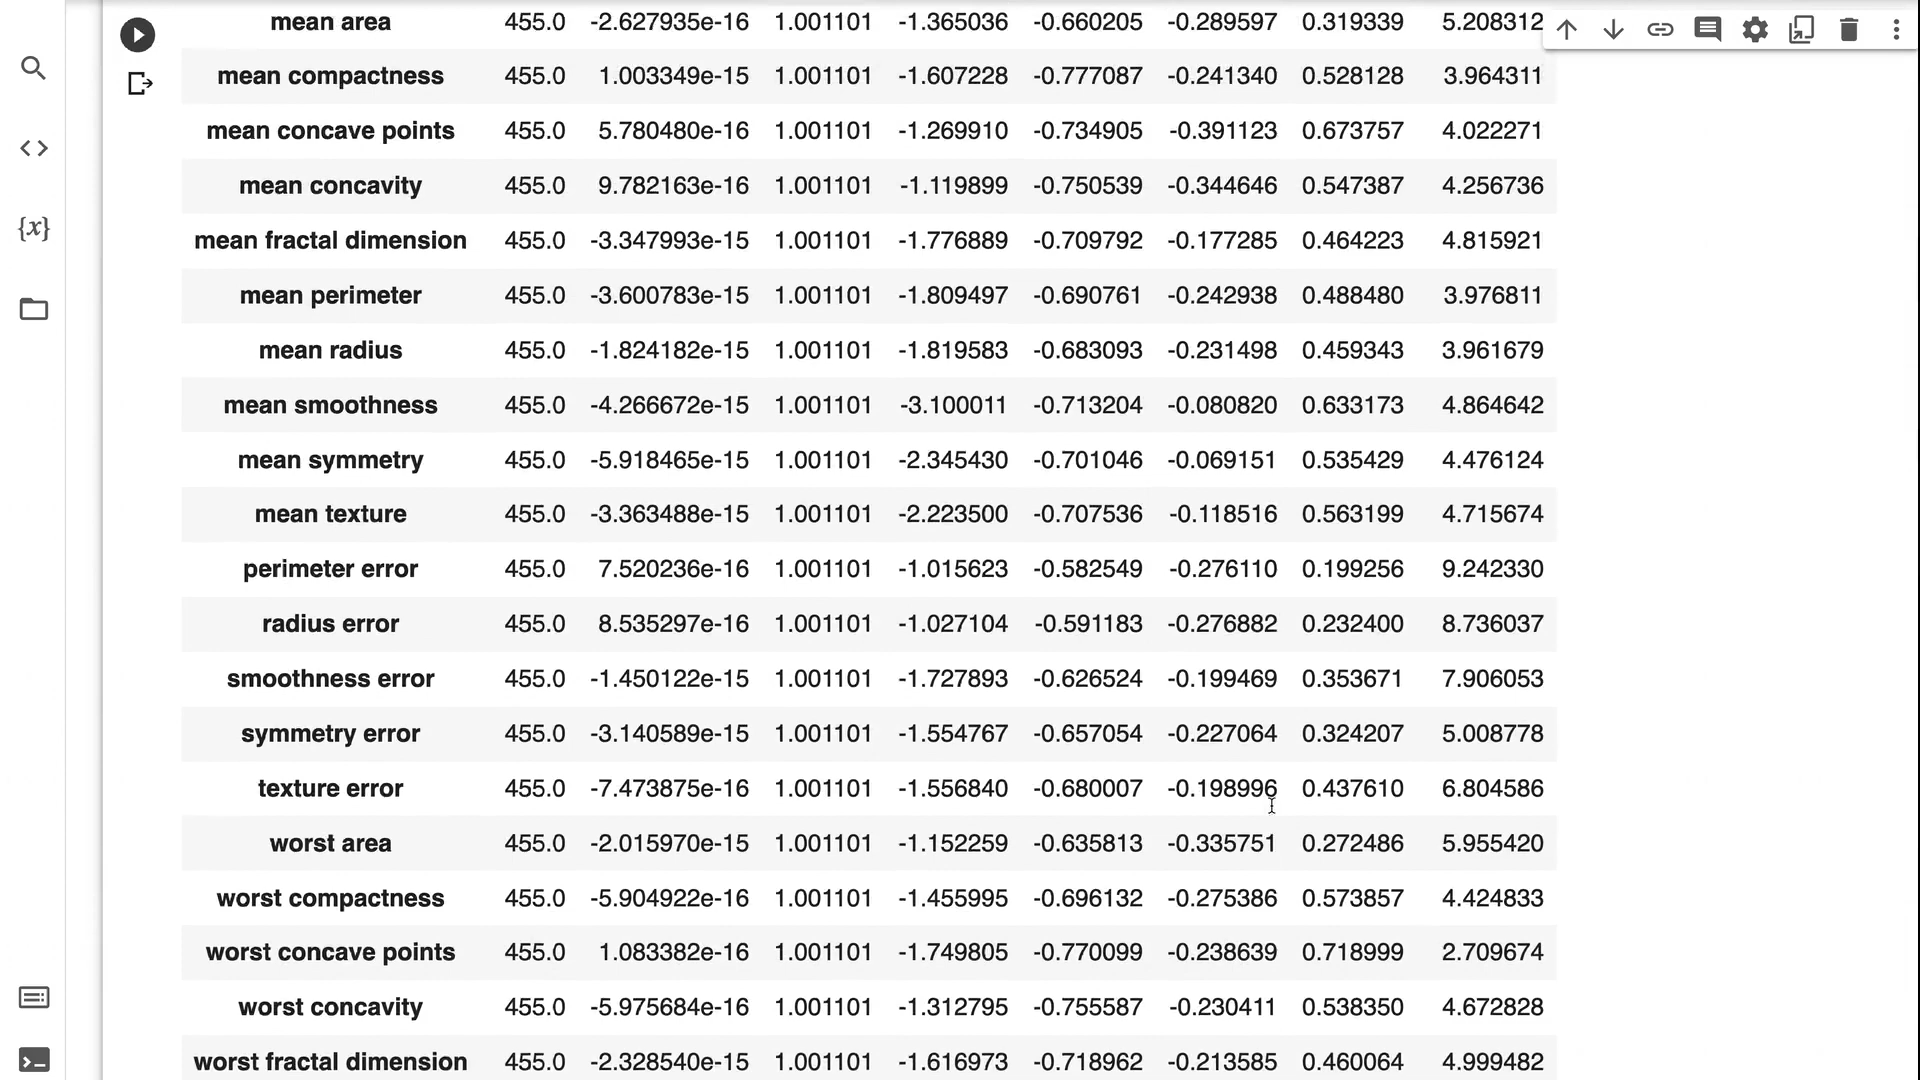 mean area 455.0 -2.627935e-16 1.001101 -1.365036 -0.660205 -0.289597 0.319339 5.208312
mean compactness 455.0 1.003349e-15 1.001101 -1.607228 -0.777087 -0.241340 0.528128 3.964311
mean concave points 455.0 5.780480e-16 1.001101 -1.269910 -0.734905 -0.391123 0.673757 4.022271
mean concavity 455.0 9.782163e-16 1.001101 -1.119899 -0.750539 -0.344646 0.547387 4.256736
{x}
mean fractal dimension 455.0 -3.347993e-15 1.001101 -1.776889 -0.709792 -0.177285 0.464223 4.815921
mean perimeter 455.0 -3.600783e-15 1.001101 -1.809497 -0.690761 -0.242938 0.488480 3.976811
mean radius 455.0 -1.824182e-15 1.001101 -1.819583 -0.683093 -0.231498 0.459343 3.961679
mean smoothness 455.0 -4.266672e-15 1.001101 -3.100011 -0.713204 -0.080820 0.633173 4.864642
mean symmetry 455.0 -5.918465e-15 1.001101 -2.345430 -0.701046 -0.069151 0.535429 4.476124
mean texture 455.0 -3.363488e-15 1.001101 -2.223500 -0.707536 -0.118516 0.563199 4.715674
perimeter error 455.0 7.520236e-16 1.001101 -1.015623 -0.582549 -0.276110 0.199256 9.242330
radius error 455.0 8.535297e-16 1.001101 -1.027104 -0.591183 -0.276882 0.232400 8.736037
smoothness error 455.0 -1.450122e-15 1.001101 -1.727893 -0.626524 -0.199469 0.353671 7.906053
symmetry error 455.0 -3.140589e-15 1.001101 -1.554767 -0.657054 -0.227064 0.324207 5.008778
texture error 455.0 -7.473875e-16 1.001101 -1.556840 -0.680007 -0.198996 0.437610 6.804586
worst area 455.0 -2.015970e-15 1.001101 -1.152259 -0.635813 -0.335751 0.272486 5.955420
worst compactness 455.0 -5.904922e-16 1.001101 -1.455995 -0.696132 -0.275386 0.573857 4.424833
worst concave points 455.0 1.083382e-16 1.001101 -1.749805 -0.770099 -0.238639 0.718999 2.709674
worst concavity 455.0 -5.975684e-16 1.001101 -1.312795 -0.755587 -0.230411 0.538350 4.672828
worst fractal dimension 455.0 -2.328540e-15 1.001101 -1.616973 -0.718962 -0.213585 0.460064 4.999482